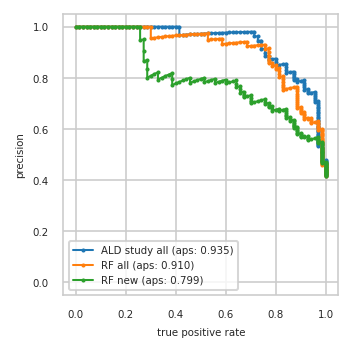 1.0
0.8
0.6
0.4
0.2
0.0
precision
ALD study all (aps: 0.935)
RF all (aps: 0.910)
RF new (aps: 0.799)
0.0 0.2 0.4 0.6 0.8 1.0
true positive rate